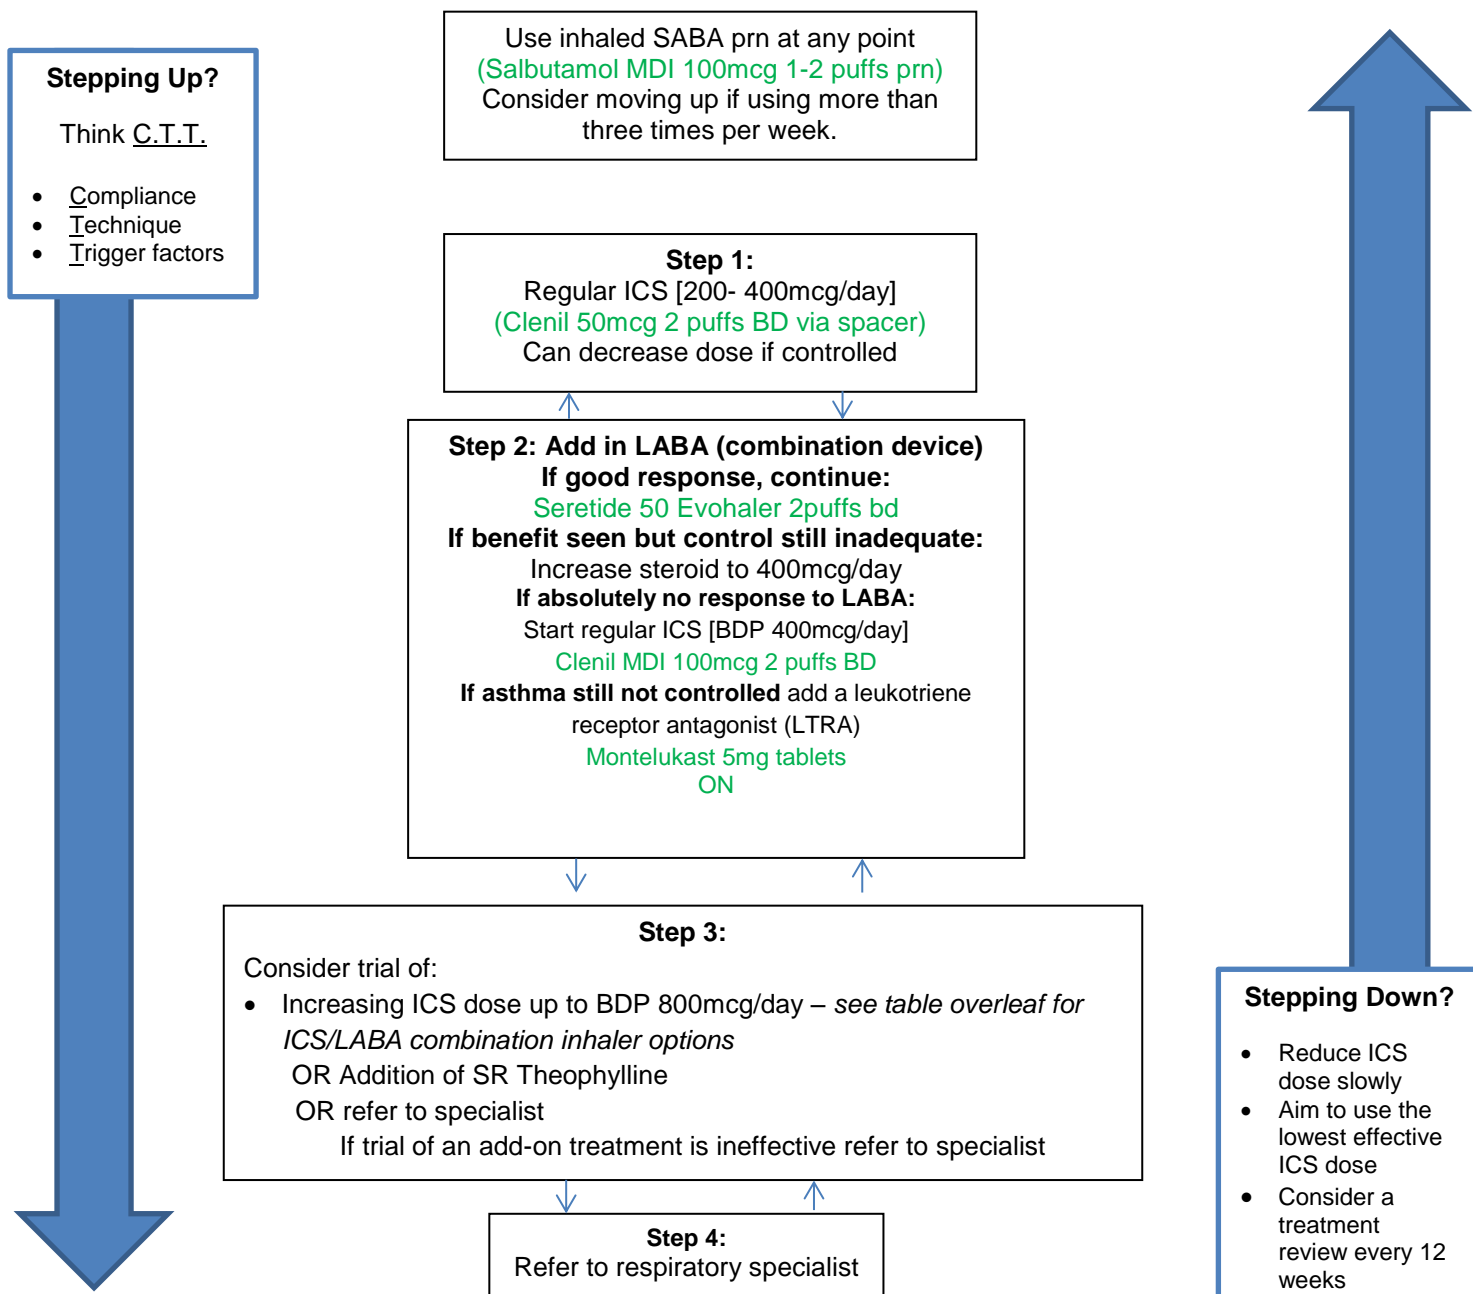 Use inhaled SABA prn at any point
(Salbutamol MDI 100mcg 1-2 puffs prn)
Consider moving up if using more than
three times per week.
Stepping Up?
Think C.T.T.
• Compliance
• Technique
• Trigger factors
Step 1:
Regular ICS [200- 400mcg/day]
(Clenil 50mcg 2 puffs BD via spacer)
Can decrease dose if controlled
Step 2: Add in LABA (combination device)
If good response, continue:
Seretide 50 Evohaler 2puffs bd
If benefit seen but control still inadequate:
Increase steroid to 400mcg/day
If absolutely no response to LABA:
Start regular ICS [BDP 400mcg/day]
Clenil MDI 100mcg 2 puffs BD
If asthma still not controlled add a leukotriene
receptor antagonist (LTRA)
Montelukast 5mg tablets
ON
Step 3:
Consider trial of:
• Increasing ICS dose up to BDP 800mcg/day – see table overleaf for
ICS/LABA combination inhaler options
OR Addition of SR Theophylline
OR refer to specialist
If trial of an add-on treatment is ineffective refer to specialist
Step 4:
Refer to respiratory specialist
Stepping Down?
• Reduce ICS
dose slowly
• Aim to use the
lowest effective
ICS dose
• Consider a
treatment
review every 12
weeks